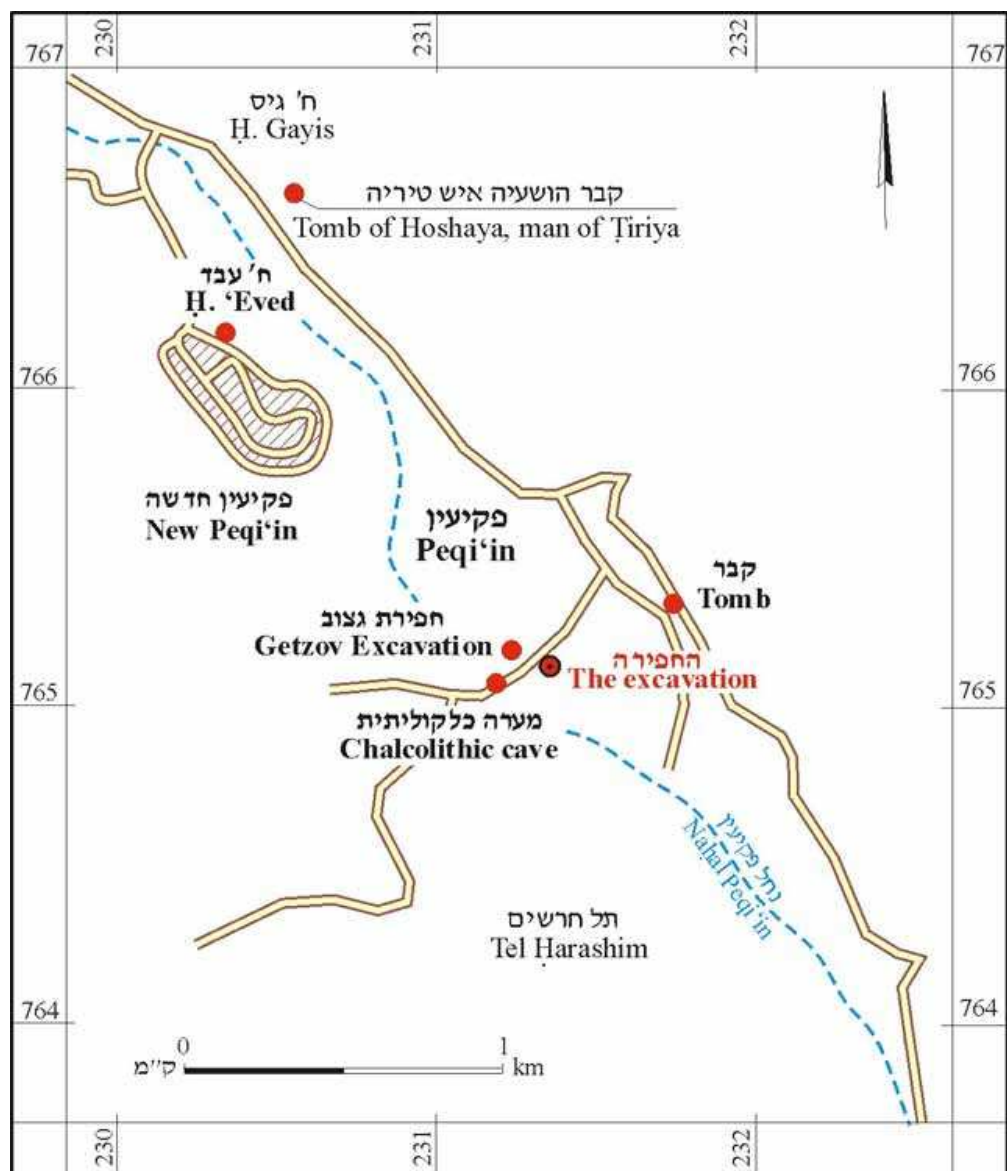 230
231
232
767
767
ח' גיס
Ḥ. Gayis
קבר הושעיה איש טיריה
Tomb of Hoshaya, man of Ṭiriya
ח' עבד
Ḥ. ‘Eved
766
766
פקיעין חדשה
New Peqi‘in
פקיעין
Peqi‘in
קבר
Tomb
חפירת גצוב
Getzov Excavation
החפירה
The excavation
765
765
מערה כלקוליתית
Chalcolithic cave
נחל פקיעין
Naḥal Peqi‘in
תל חרשים
Tel Ḥarashim
764
764
0
1
ק"מ
km
230
231
232